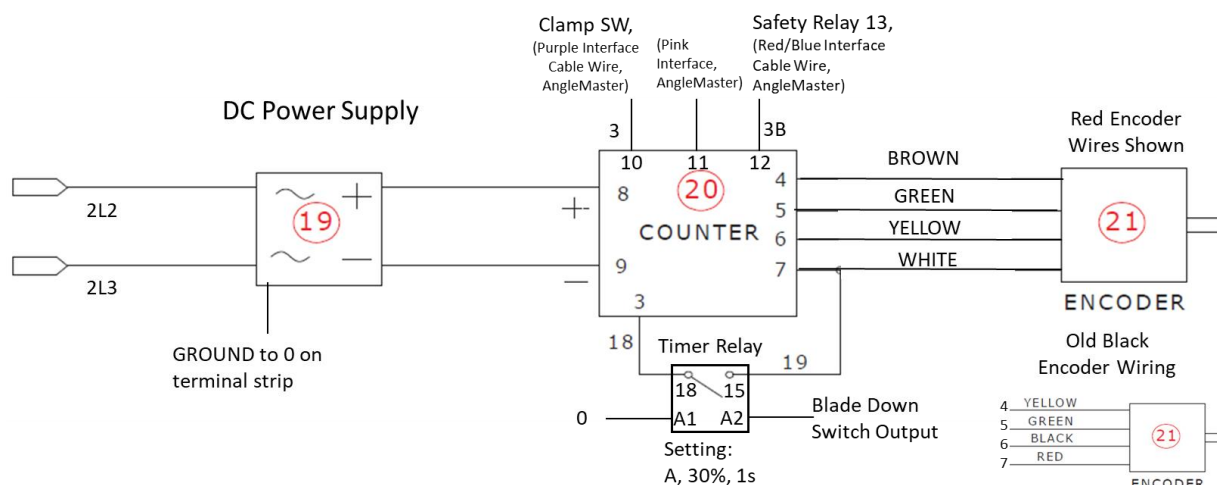 Clamp SW,
(Purple Interface
Cable Wire,
AngleMaster)
(Pink
Interface,
AngleMaster)
Safety Relay 13,
(Red/Blue Interface
Cable Wire,
AngleMaster)
DC Power Supply
3
3B
Red Encoder
Wires Shown
10
11
12
2L2
2L3
19
+
−
GROUND to 0 on
terminal strip
+
−
8
9
3
20
COUNTER
4
5
6
7
BROWN
GREEN
YELLOW
WHITE
21
ENCODER
18
Timer Relay
19
18
15
A1
A2
0
Blade Down
Switch Output
Setting:
A, 30%, 1s
Old Black
Encoder Wiring
4 YELLOW
5 GREEN
6 BLACK
7 RED
21
ENCODER